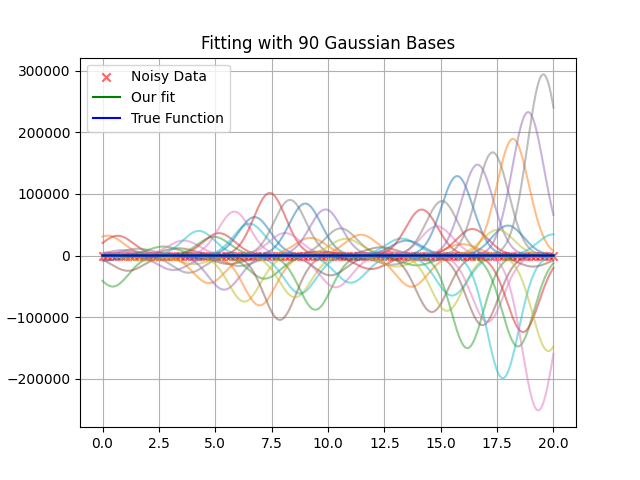 Fitting with 90 Gaussian Bases
300000
200000
100000
0
−100000
−200000
Noisy Data
Our fit
True Function
0.0 2.5 5.0 7.5 10.0 12.5 15.0 17.5 20.0